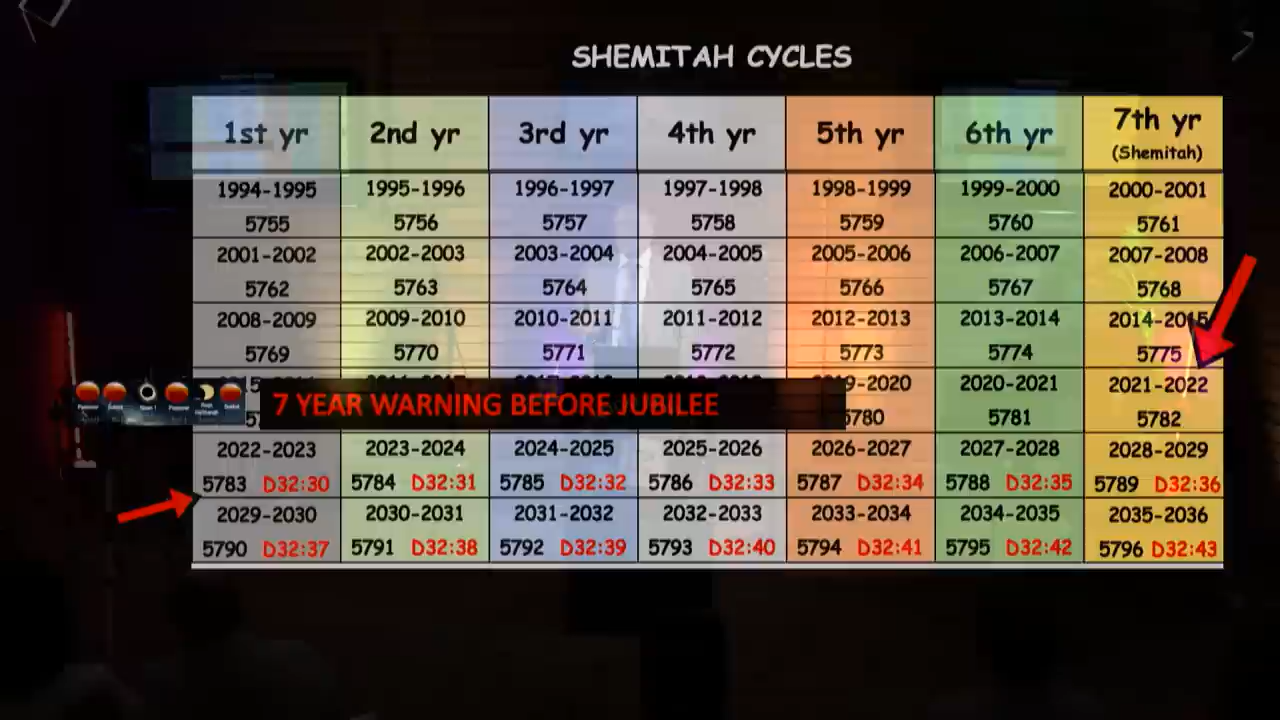 SHEMITAH CYCLES
1st yr 2nd yr 3rd yr 4th yr 5th yr 6th yr 7th yr
(Shemitah)
1994-1995 1995-1996 1996-1997 1997-1998 1998-1999 1999-2000 2000-2001
5755 5756 5757 5758 5759 5760 5761
2001-2002 2002-2003 2003-2004 2004-2005 2005-2006 2006-2007 2007-2008
5762 5763 5764 5765 5766 5767 5768
2008-2009 2009-2010 2010-2011 2011-2012 2012-2013 2013-2014 2014-2015
5769 5770 5771 5772 5773 5774 5775
9-2020 2020-2021 2021-2022
7 YEAR WARNING BEFORE JUBILEE
5780 5781 5782
2022-2023 2023-2024 2024-2025 2025-2026 2026-2027 2027-2028 2028-2029
5783 D32:30 5784 D32:31 5785 D32:32 5786 D32:33 5787 D32:34 5788 D32:35 5789 D32:36
2029-2030 2030-2031 2031-2032 2032-2033 2033-2034 2034-2035 2035-2036
5790 D32:37 5791 D32:38 5792 D32:39 5793 D32:40 5794 D32:41 5795 D32:42 5796 D32:43